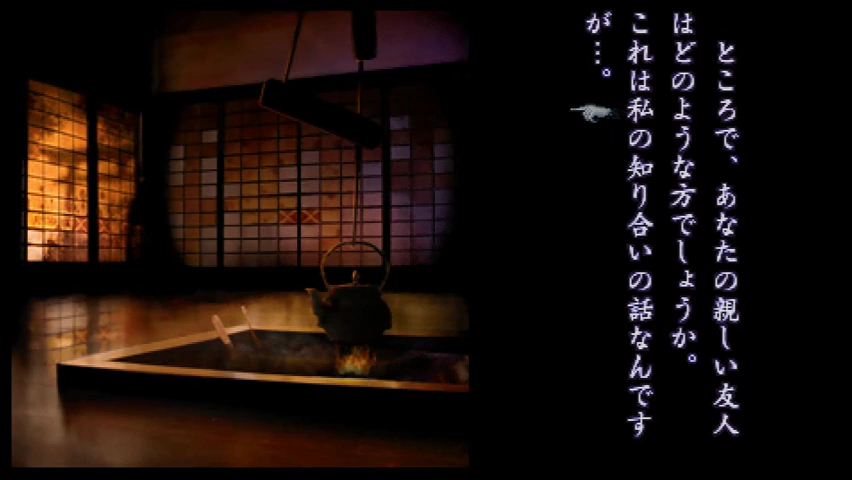 ところで、あなたの親しい友人
はどのような方でしょうか。
これは私の知り合いの話なんです
が…。